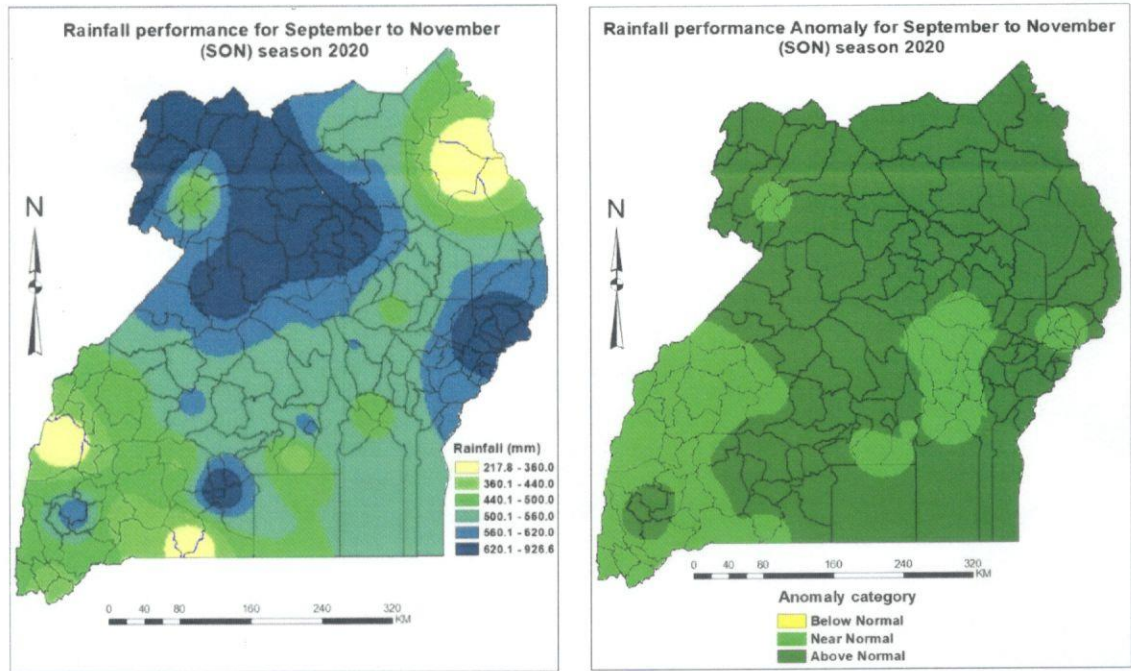 Rainfall performance for September to November
(SON) season 2020
N
Rainfall (mm)
217.8 - 360.0
360.1 - 440.0
440.1 - 500.0
500.1 - 560.0
560.1 - 620.0
620.1 - 926.6
0 20 40 80 160 240 320
KM
Rainfall performance Anomaly for September to November
(SON) season 2020
N
0 20 40 80 160 240 320
KM
Anomaly category
Below Normal
Near Normal
Above Normal